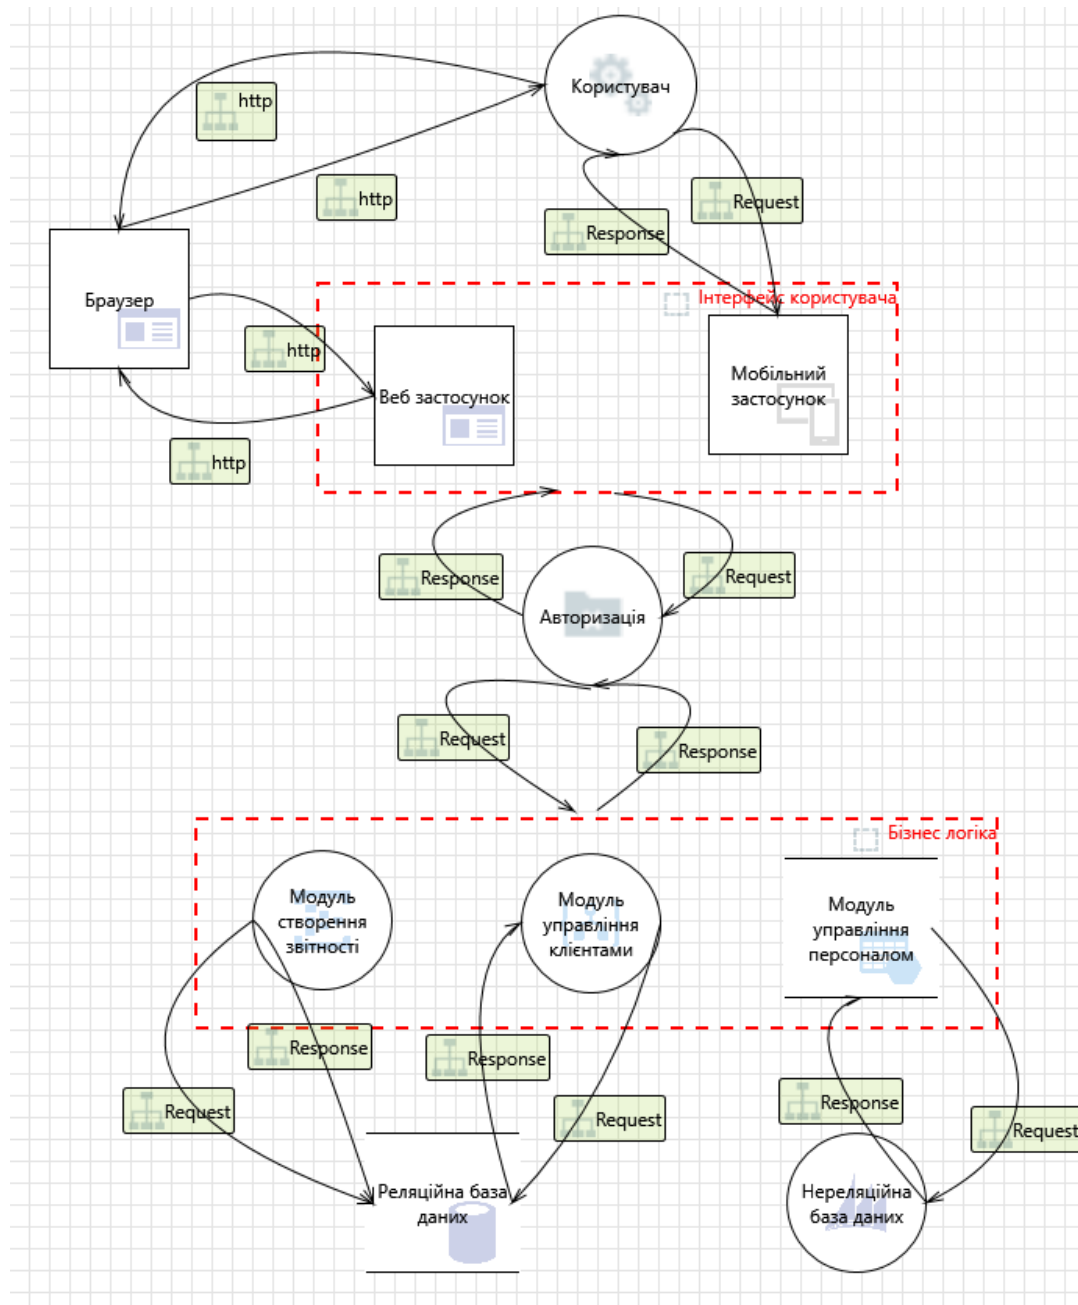 Користувач
http
http
Request
Response
Інтерфейс користувача
Браузер
http
Веб застосунок
Мобільний
застосунок
http
Response
Request
Авторизація
Request
Response
Бізнес логіка
Модуль
створення
звітності
Модуль
управління
клієнтами
Модуль
управління
персоналом
Response
Response
Request
Request
Response
Request
Реляційна база
даних
Нереляційна
база даних